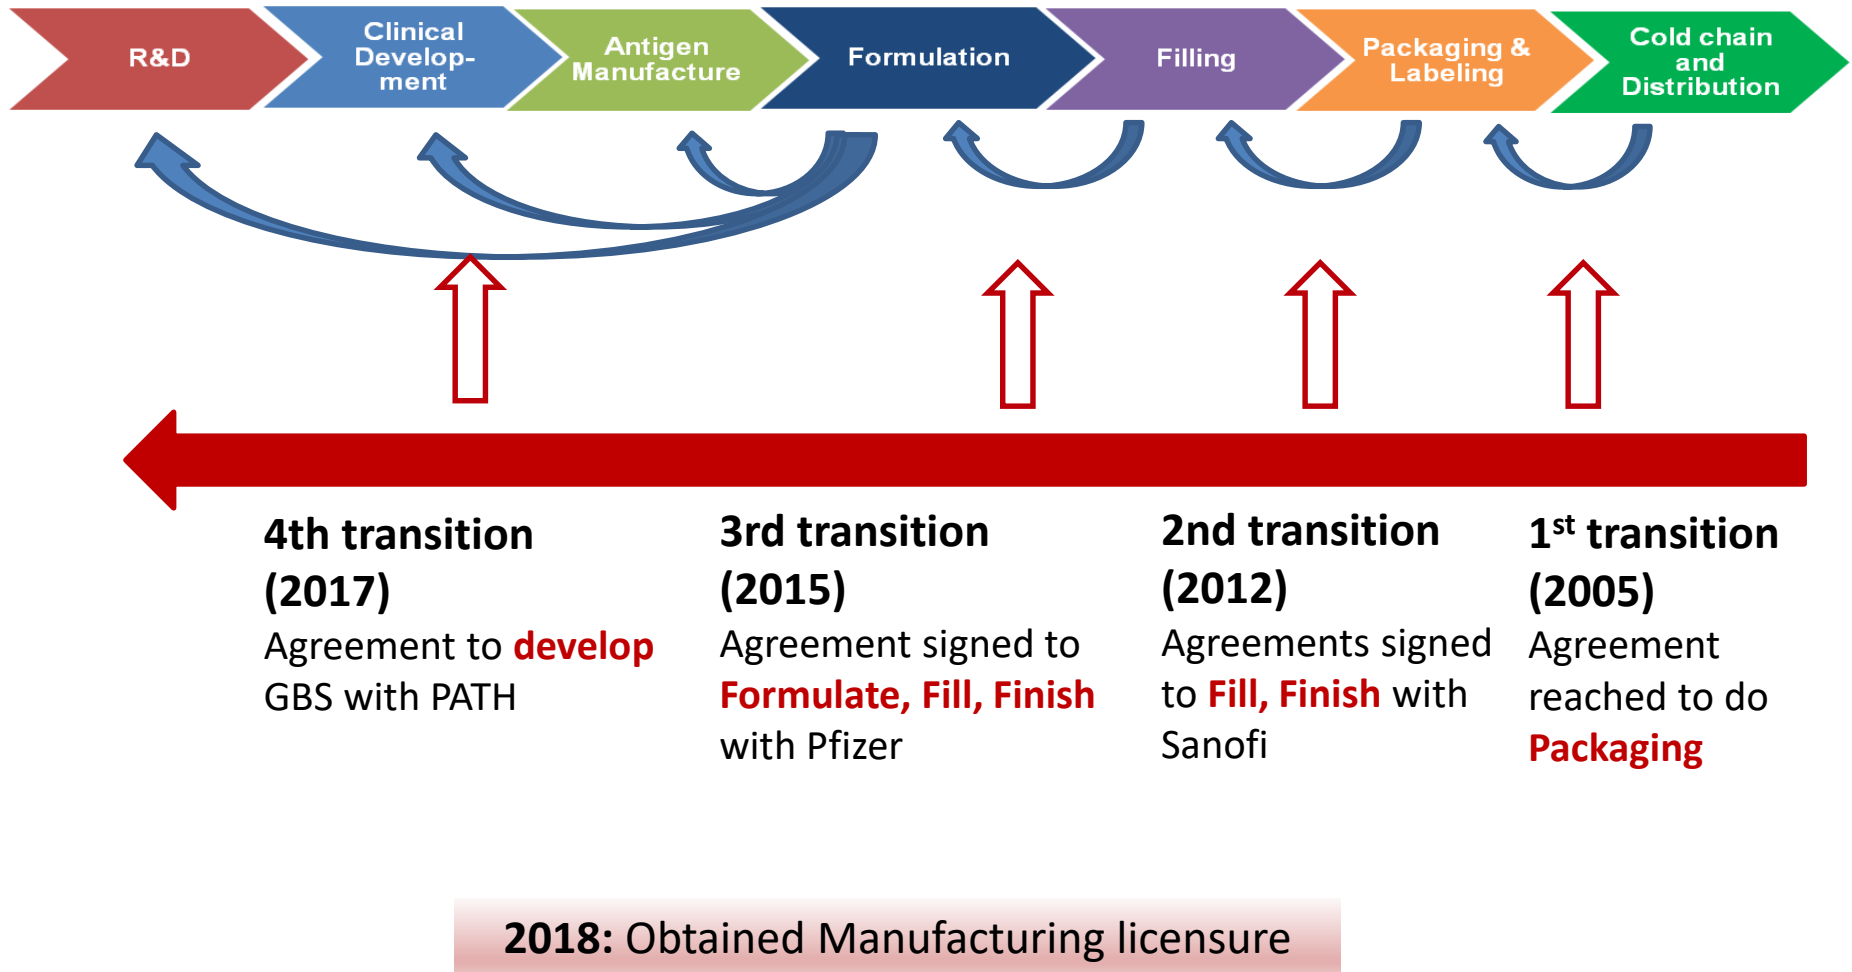 R&D
Clinical
Develop-
ment
Antigen
Manufacture
Formulation
Filling
Packaging &
Labeling
Cold chain
and
Distribution
4th transition
(2017)
Agreement to develop
GBS with PATH
3rd transition
(2015)
Agreement signed to
Formulate, Fill, Finish
with Pfizer
2nd transition
(2012)
Agreements signed
to Fill, Finish with
Sanofi
1st transition
(2005)
Agreement
reached to do
Packaging
2018: Obtained Manufacturing licensure